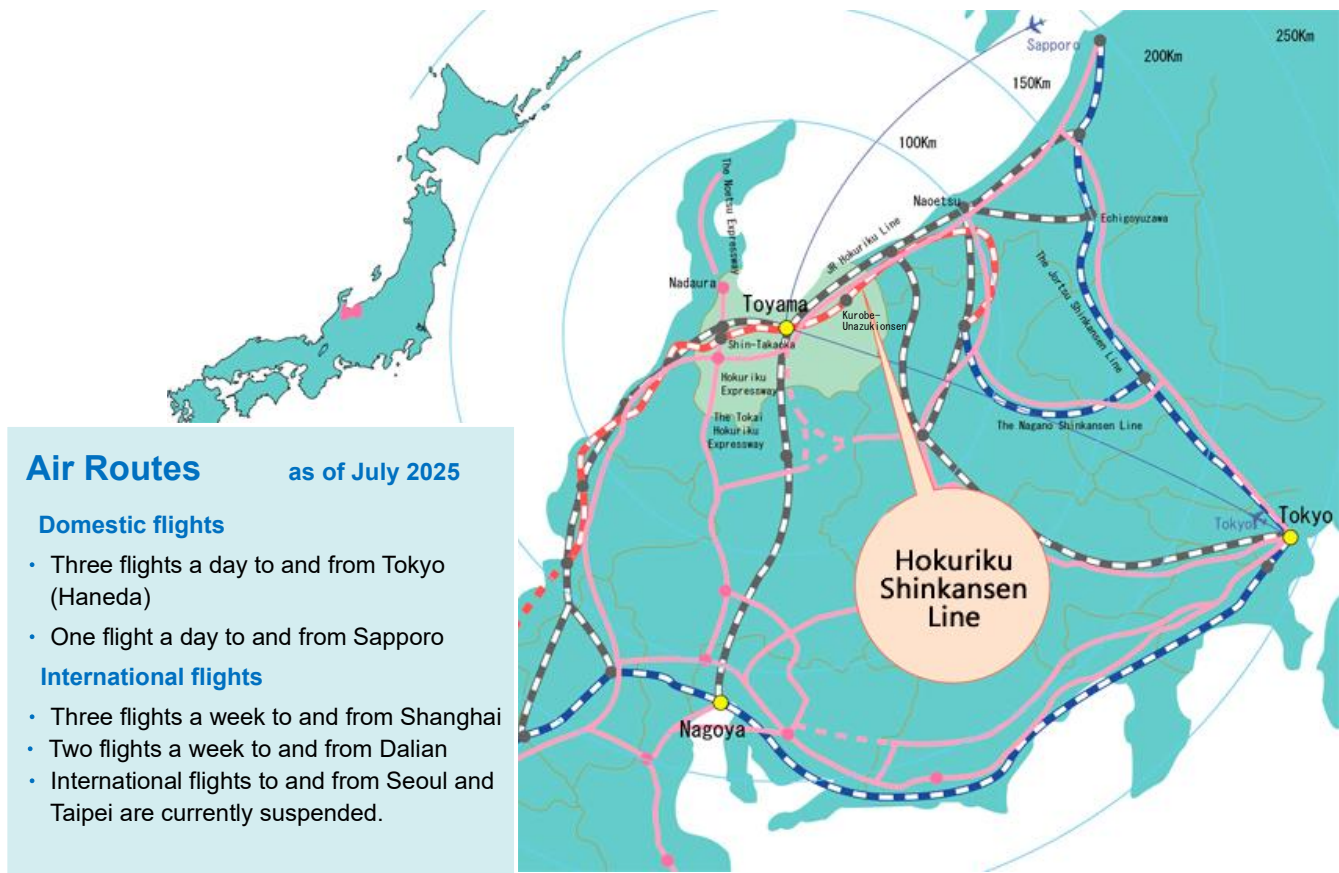 Air Routes as of July 2025
Domestic flights
・ Three flights a day to and from Tokyo
(Haneda)
・ One flight a day to and from Sapporo
International flights
・ Three flights a week to and from Shanghai
・ Two flights a week to and from Dalian
・ International flights to and from Seoul and
Taipei are currently suspended.
Sapporo
250Km
200Km
150Km
100Km
The Noetsu Expressway
Naoetsu
Echigoyuzawa
JR Hokuriku Line
Nadaura
Toyama
Kurobe-
Unazukionsen
The Jortsu Shinkansen Line
Shin-Takaoka
Hokuriku
Expressway
The Tokai
Hokuriku
Expressway
The Nagano Shinkansen Line
Tokyo
Tokyo
Hokuriku
Shinkansen
Line
Nagoya